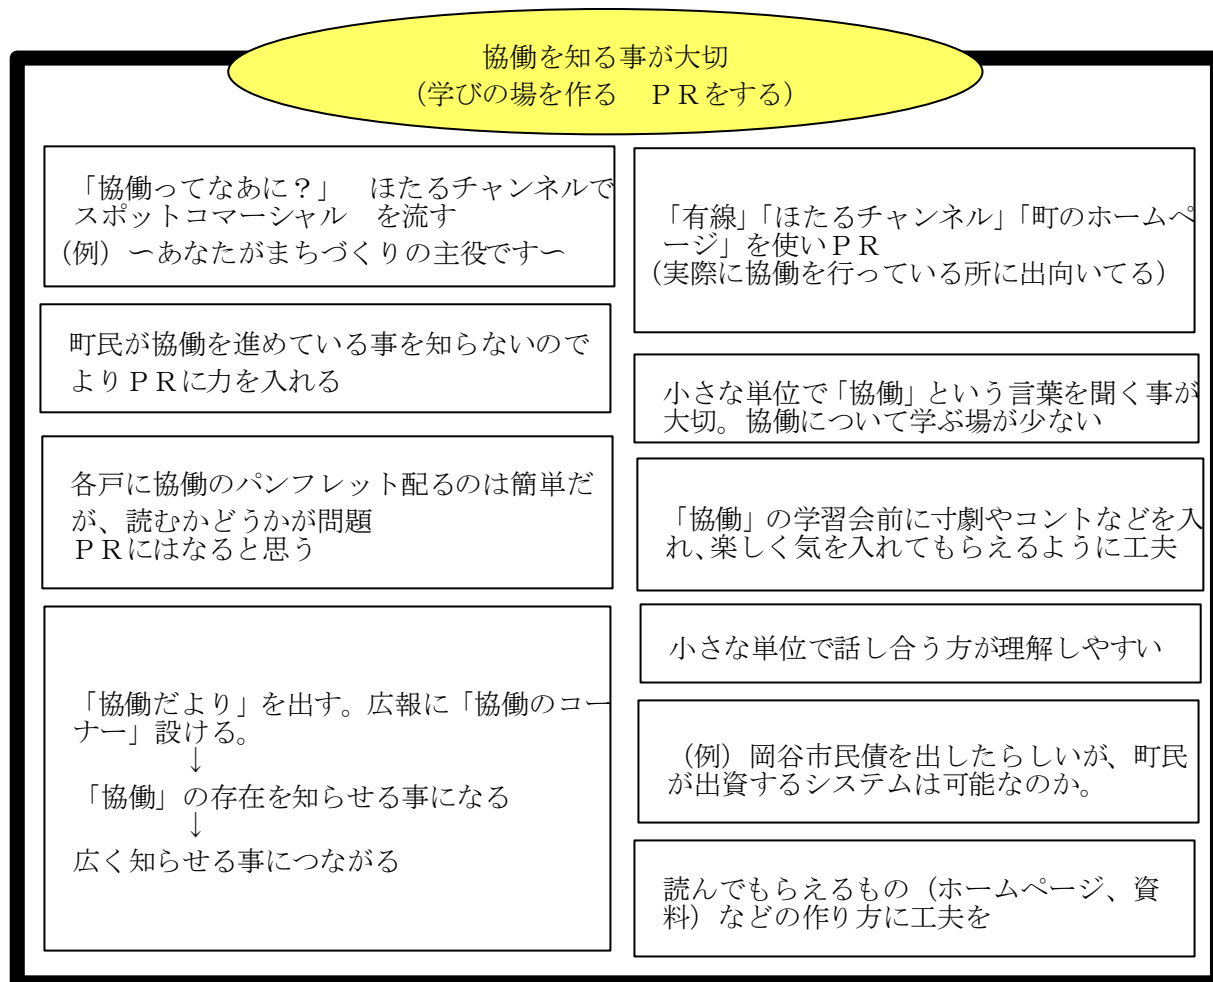 協働を知る事が大切
(学びの場を作る　ＰＲをする)
「協働ってなあに？」　ほたるチャンネルで
スポットコマーシャル　を流す
(例) ～あなたがまちづくりの主役です～
町民が協働を進めている事を知らないので
よりＰＲに力を入れる
各戸に協働のパンフレット配るのは簡単だ
が、読むかどうかが問題
ＰＲにはなると思う
「協働だより」を出す。広報に「協働のコー
ナー」設ける。
↓
「協働」の存在を知らせる事になる
↓
広く知らせる事につながる
「有線」「ほたるチャンネル」「町のホームペ
ージ」を使いＰＲ
(実際に協働を行っている所に出向いてる)
小さな単位で「協働」という言葉を聞く事が
大切。協働について学ぶ場が少ない
「協働」の学習会前に寸劇やコントなどを入
れ、楽しく気を入れてもらえるように工夫
小さな単位で話し合う方が理解しやすい
(例) 岡谷市民債を出したらしいが、町民
が出資するシステムは可能なのか。
読んでもらえるもの (ホームページ、資
料) などの作り方に工夫を